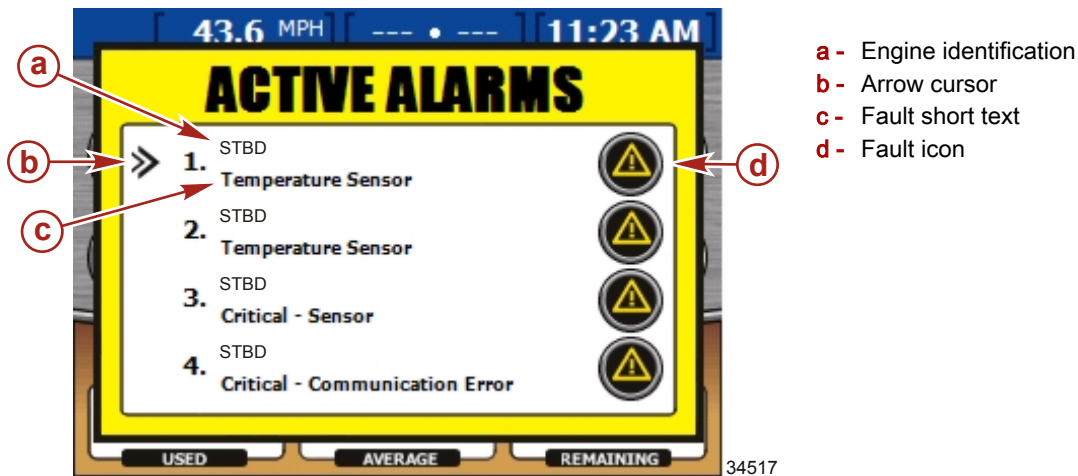 43.6 MPH --- • --- 11:23 AM
ACTIVE ALARMS
a
b
c
d
1. STBD
Temperature Sensor
2. STBD
Temperature Sensor
3. STBD
Critical - Sensor
4. STBD
Critical - Communication Error
USED AVERAGE REMAINING
34517
a - Engine identification
b - Arrow cursor
c - Fault short text
d - Fault icon